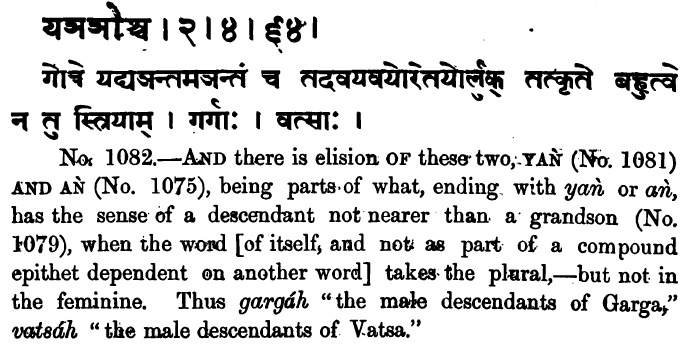 यञञोश्च । २। ४। ६४।
गोत्रे यद्यञन्तमञन्तं च तदवयवयोरेतयोर्लुक् तत्कृते बहुत्वे
न तु स्त्रियाम् । गर्गाः । वत्साः ।
No. 1082.—AND there is elision OF these two, YAǸ (No. 1081)
AND AǸ (No. 1075), being parts of what, ending with yaǹ or aǹ,
has the sense of a descendant not nearer than a grandson (No.
1079), when the word [of itself, and not as part of a compound
epithet dependent on another word] takes the plural,—but not in
the feminine. Thus gargáh "the male descendants of Garga,"
vatsáh "the male descendants of Vatsa."